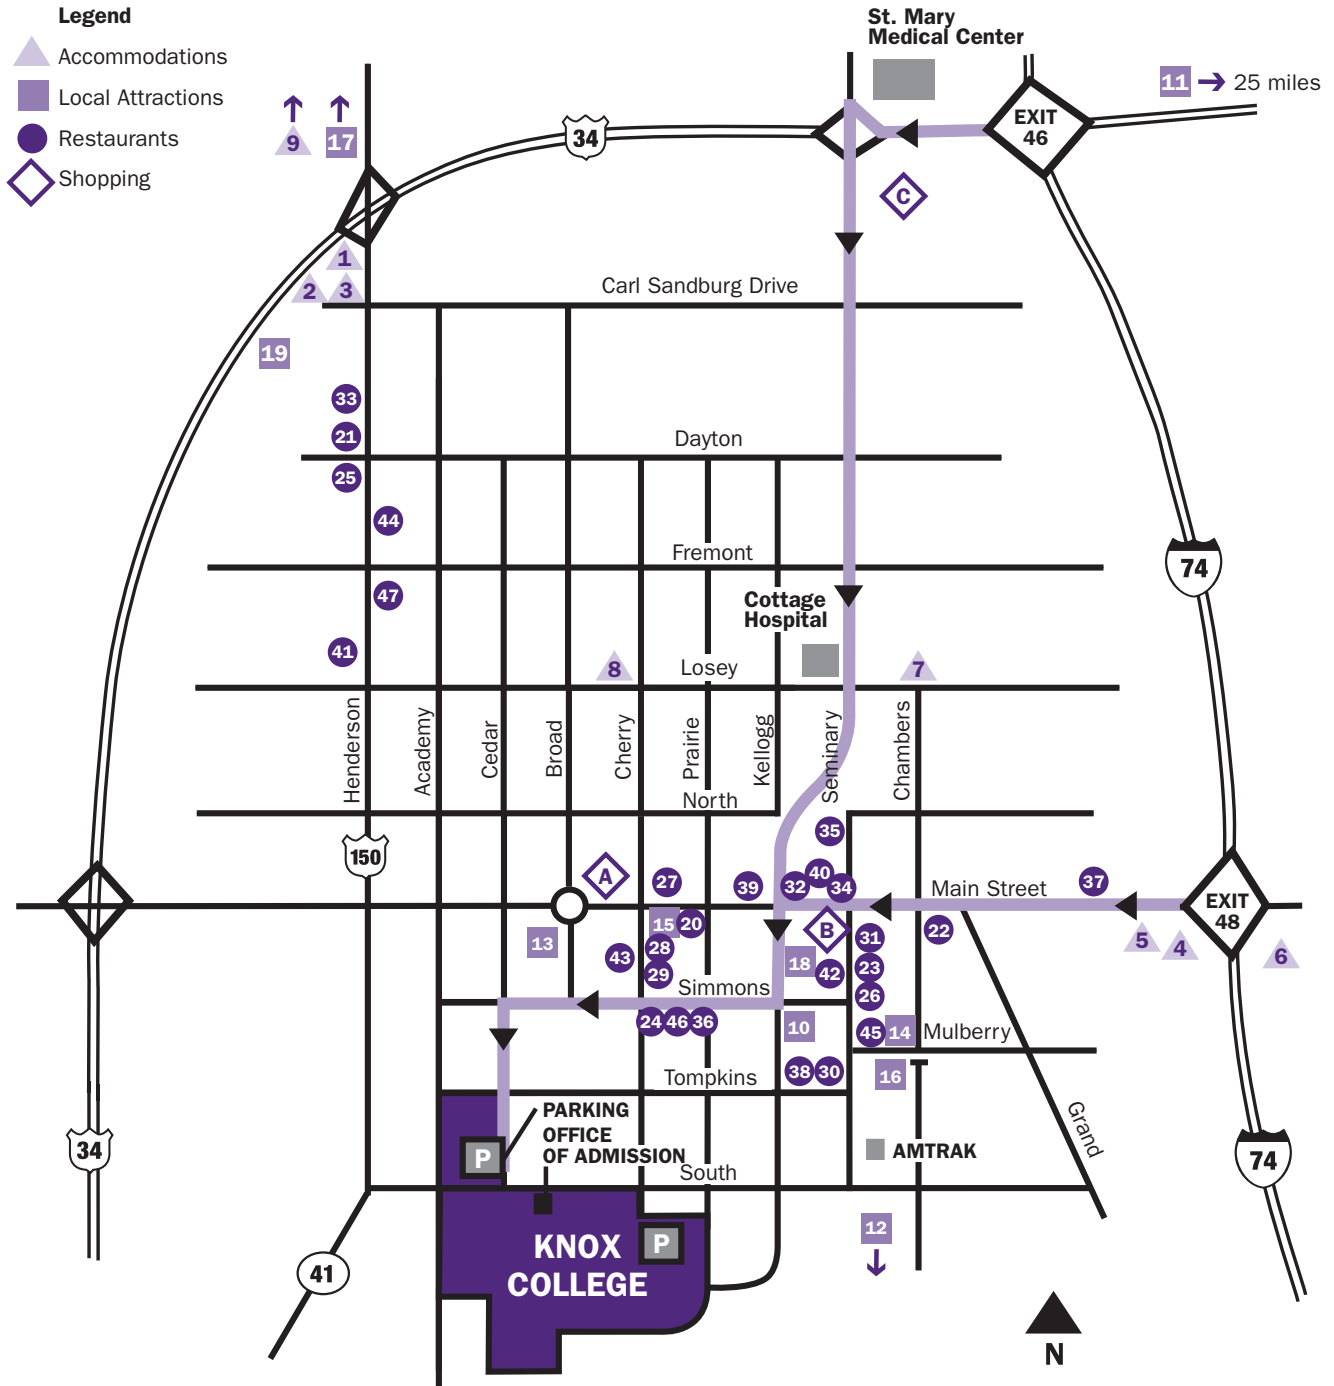 Legend
Accommodations
Local Attractions
Restaurants
Shopping
St. Mary
Medical Center
11
25 miles
EXIT
46
34
9
17
C
1
2
3
Carl Sandburg Drive
19
33
21
Dayton
25
44
Fremont
74
47
Cottage
Hospital
41
8
Losey
7
Henderson
Academy
Cedar
Broad
Cherry
Prairie
Kellogg
Seminary
Chambers
North
150
35
A
27
39
32
40
34
Main Street
37
EXIT
48
13
15
20
B
31
22
5
4
6
43
28
29
18
42
23
26
Simmons
24
46
36
10
45
14
Mulberry
38
30
16
Tompkins
PARKING
OFFICE
OF ADMISSION
P
South
AMTRAK
Grand
34
74
12
P
KNOX
COLLEGE
41
N